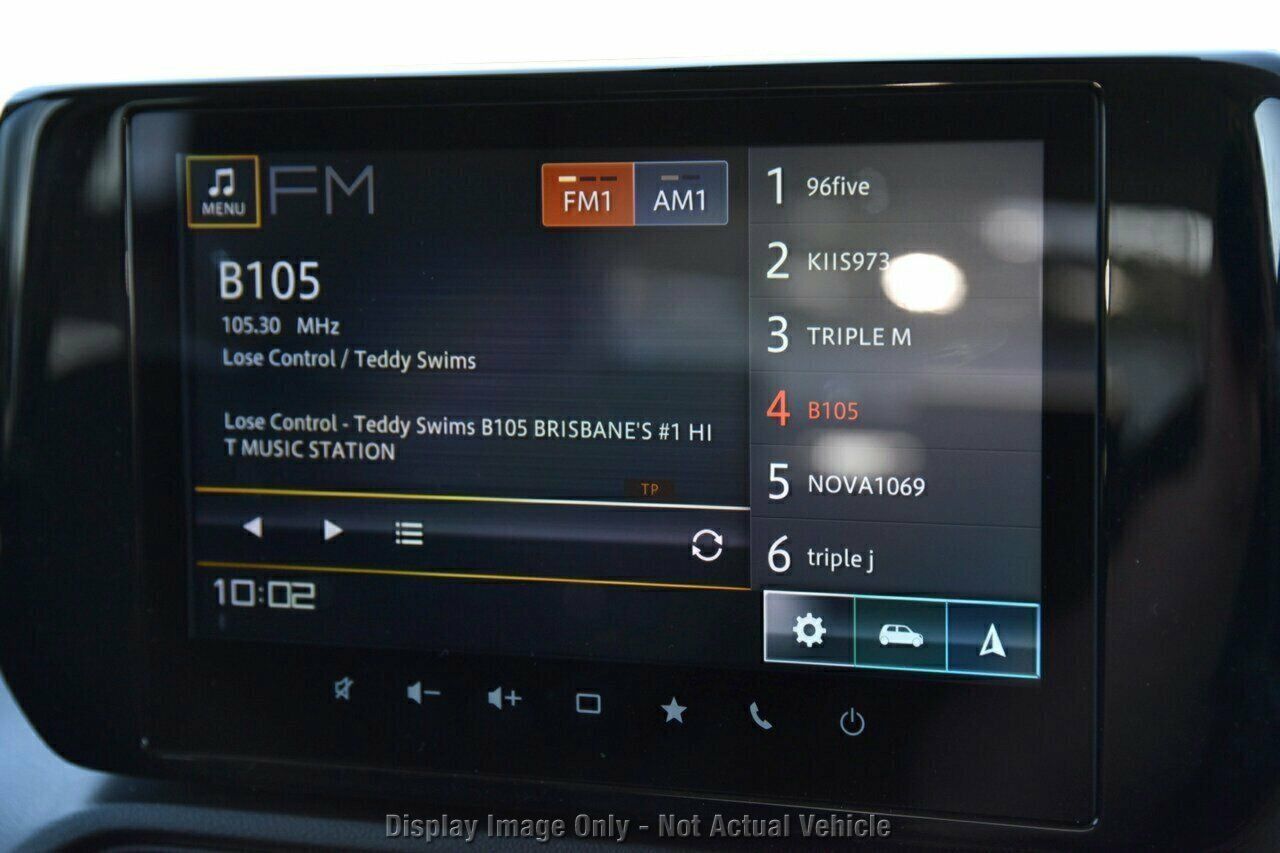 MENU
FM
FM1
AM1
B105
105.30 MHz
Lose Control / Teddy Swims
Lose Control - Teddy Swims B105 BRISBANE'S #1 HI
T MUSIC STATION
TP
10:02
1 96five
2 KIIS973
3 TRIPLE M
4 B105
5 NOVA1069
6 triple j
Display Image Only - Not Actual Vehicle